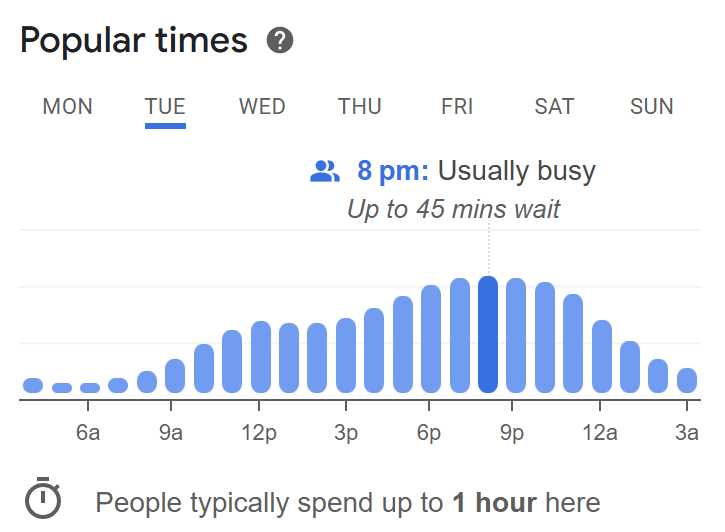 Popular times ?
MON TUE WED THU FRI SAT SUN
8 pm: Usually busy
Up to 45 mins wait
6a 9a 12p 3p 6p 9p 12a 3a
People typically spend up to 1 hour here